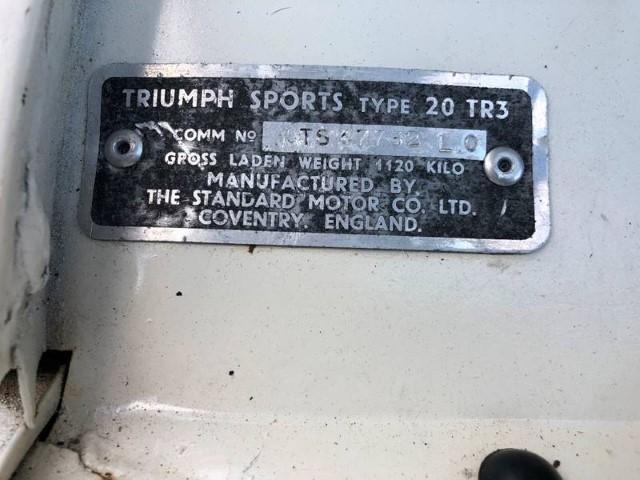 TRIUMPH SPORTS TYPE 20 TR3
COMM NO LO
GROSS LADEN WEIGHT 1120 KILO
MANUFACTURED BY
THE STANDARD MOTOR CO. LTD.
COVENTRY. ENGLAND.